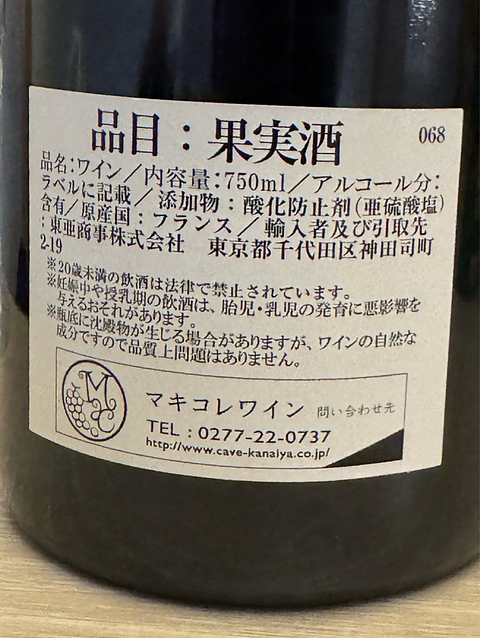 品目：果実酒 068
品名：ワイン／内容量：750ml／アルコール分：
ラベルに記載／添加物：酸化防止剤（亜硫酸塩）
含有／原産国：フランス／輸入者及び引取先
：東亜商事株式会社 東京都千代田区神田司町
2-19
※20歳未満の飲酒は法律で禁止されています。
※妊娠中や授乳期の飲酒は、胎児・乳児の発育に悪影響を
与えるおそれがあります。
※瓶底に沈殿物が生じる場合がありますが、ワインの自然な
成分ですので品質上問題はありません。
マキコレワイン 問い合わせ先
TEL：0277-22-0737
http://www.cave-kanaiya.co.jp/